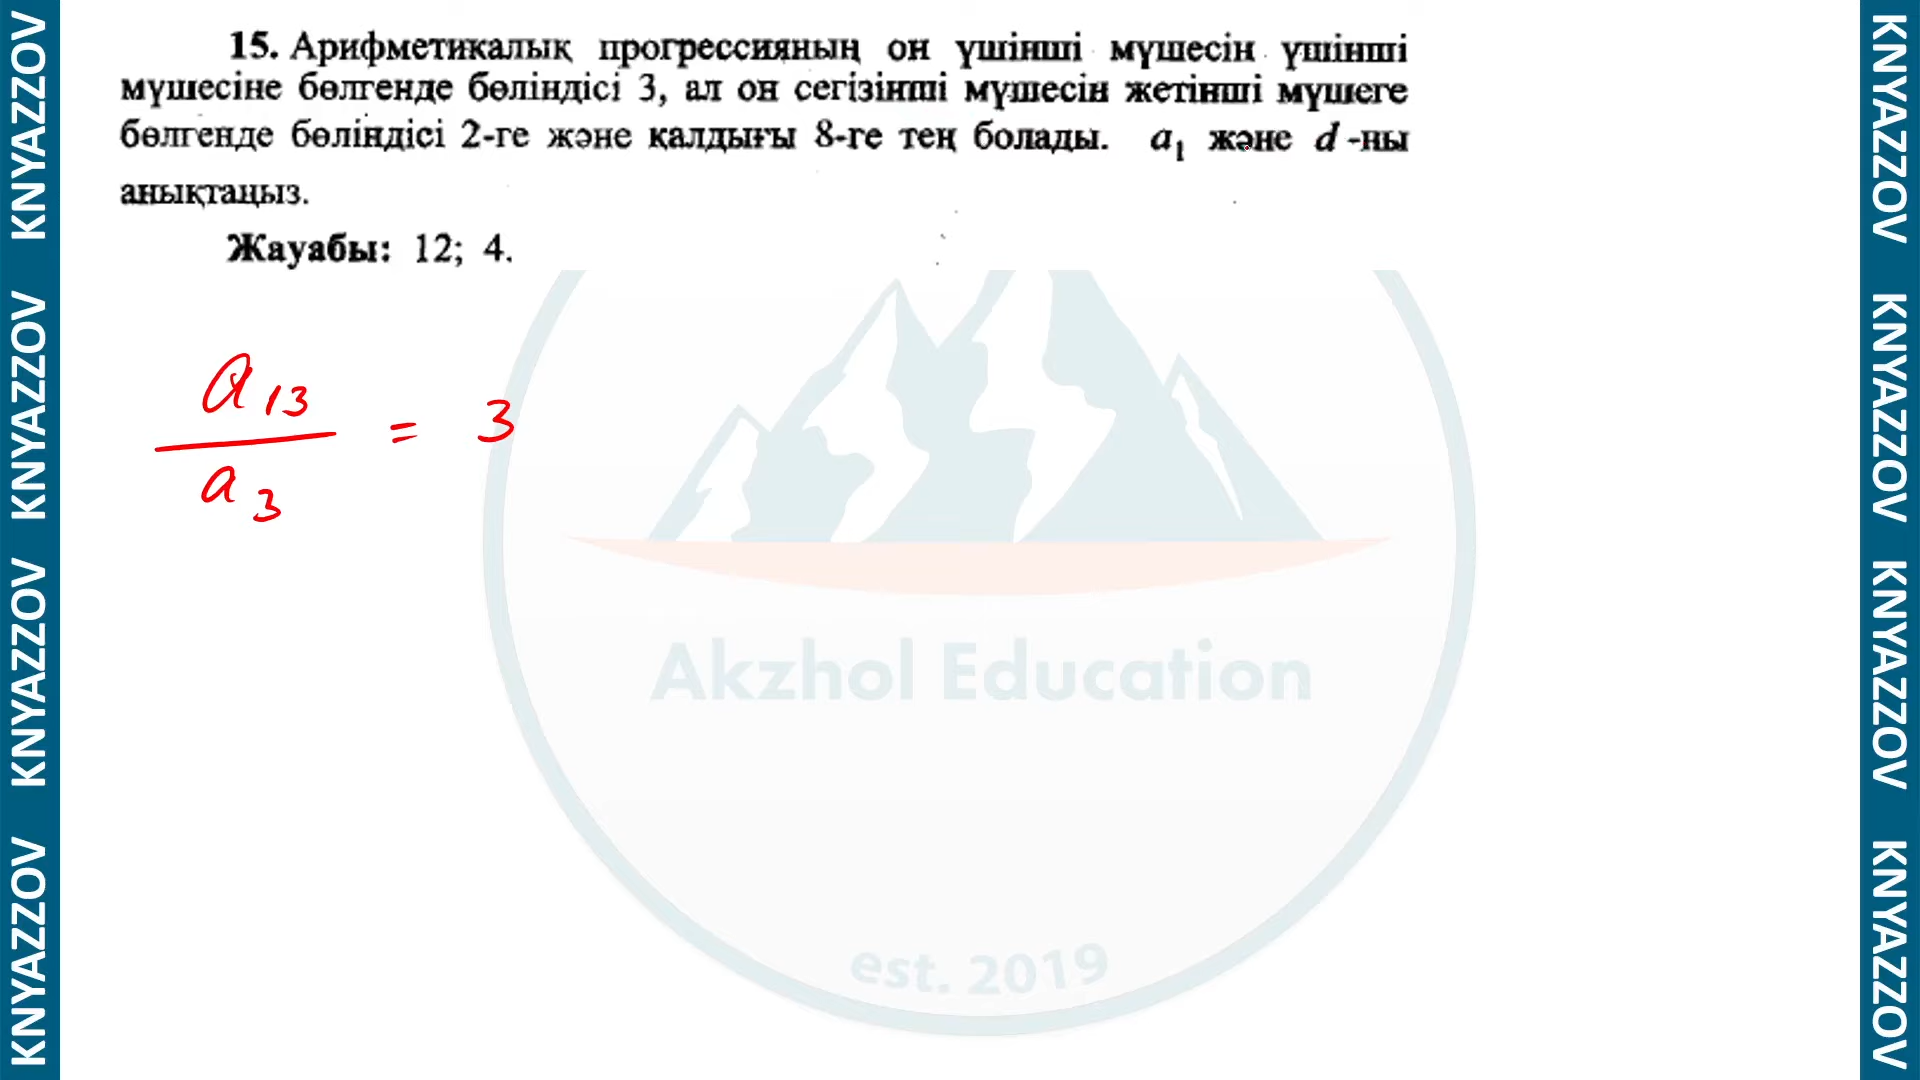 15. Арифметикалық прогрессияның он үшінші мүшесін үшінші
мүшесіне бөлгенде бөліндісі 3, ал он сегізінші мүшесін жетінші мүшеге
бөлгенде бөліндісі 2-ге және қалдығы 8-ге тең болады. a₁ және d -ны
анықтаңыз.
Жауабы: 12; 4.
a₁₃
= 3
a₃
Akzhol Education
est. 2019
KNYAZZOV KNYAZZOV KNYAZZOV KNYAZZOV
KNYAZZOV KNYAZZOV KNYAZZOV KNYAZZOV